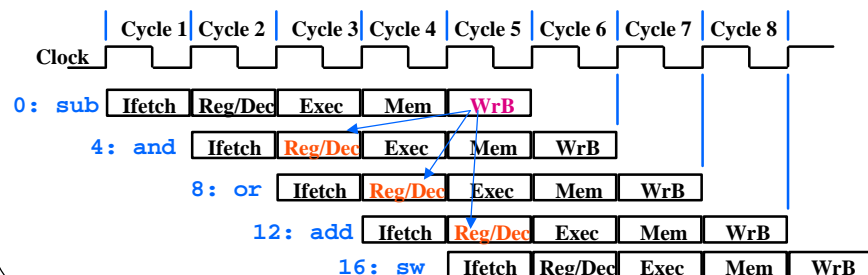 Cycle 1 Cycle 2 Cycle 3 Cycle 4 Cycle 5 Cycle 6 Cycle 7 Cycle 8
Clock
0: sub Ifetch Reg/Dec Exec Mem WrB
4: and Ifetch Reg/Dec Exec Mem WrB
8: or Ifetch Reg/Dec Exec Mem WrB
12: add Ifetch Reg/Dec Exec Mem WrB
16: sw Ifetch Reg/Dec Exec Mem WrB